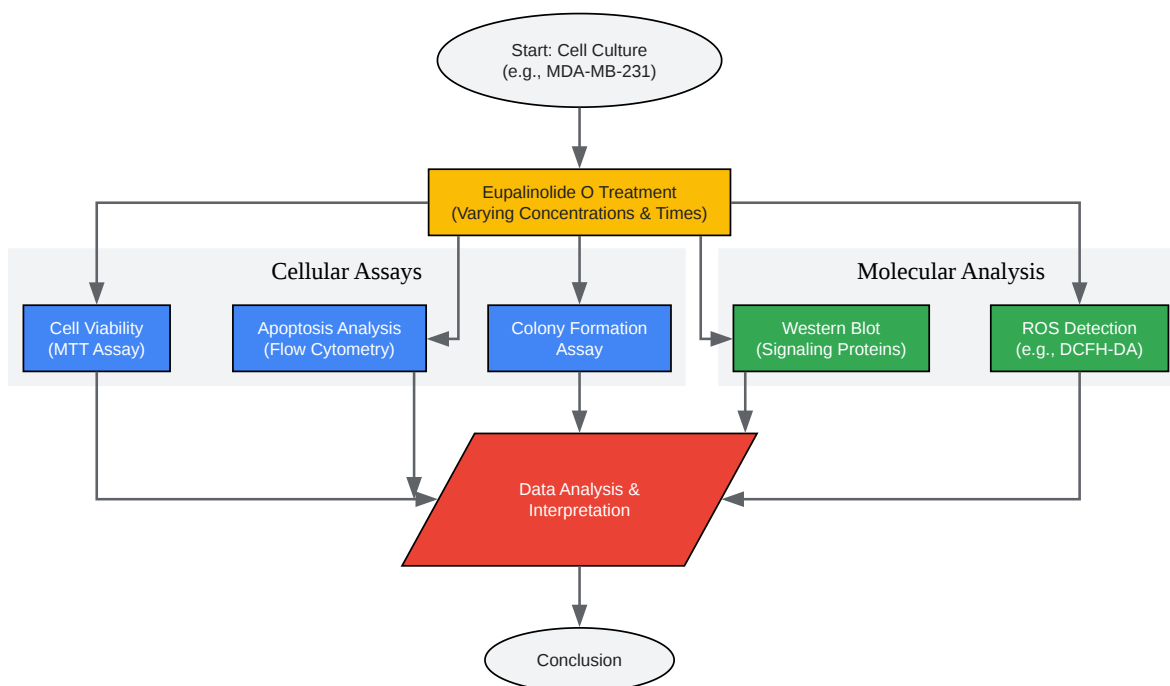 Start: Cell Culture
(e.g., MDA-MB-231)
Eupalinolide O Treatment
(Varying Concentrations & Times)
Cellular Assays
Molecular Analysis
Cell Viability
(MTT Assay)
Apoptosis Analysis
(Flow Cytometry)
Colony Formation
Assay
Western Blot
(Signaling Proteins)
ROS Detection
(e.g., DCFH-DA)
Data Analysis &
Interpretation
Conclusion